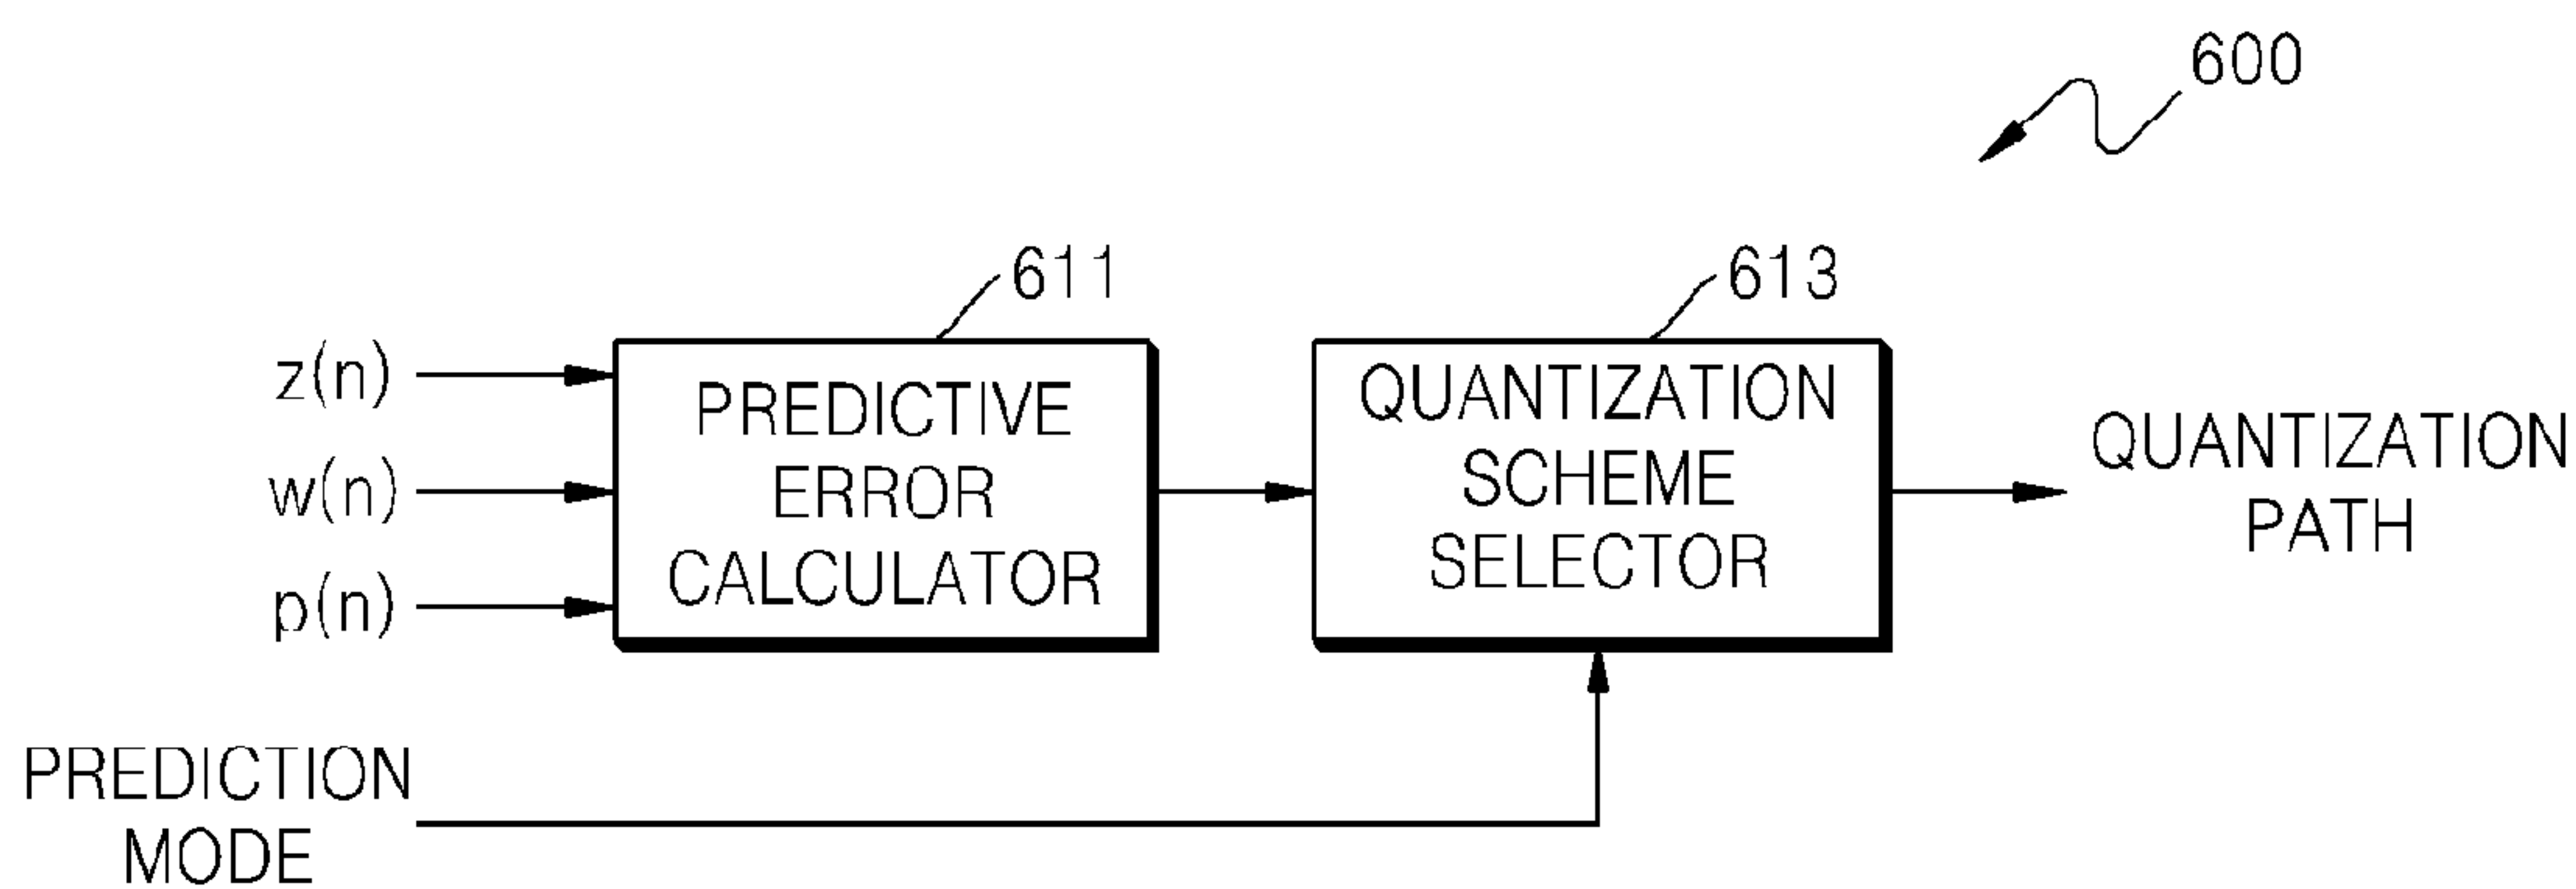 600
611
613
z(n)
w(n)
p(n)
PREDICTIVE
ERROR
CALCULATOR
QUANTIZATION
SCHEME
SELECTOR
QUANTIZATION
PATH
PREDICTION
MODE